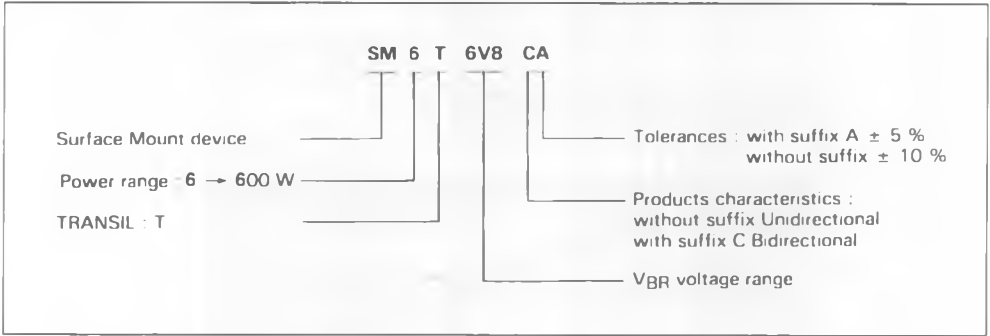 SM 6 T 6V8 CA
Surface Mount device
Power range 6 → 600 W
TRANSIL : T
Tolerances : with suffix A ± 5 %
without suffix ± 10 %
Products characteristics :
without suffix Unidirectional
with suffix C Bidirectional
VBR voltage range